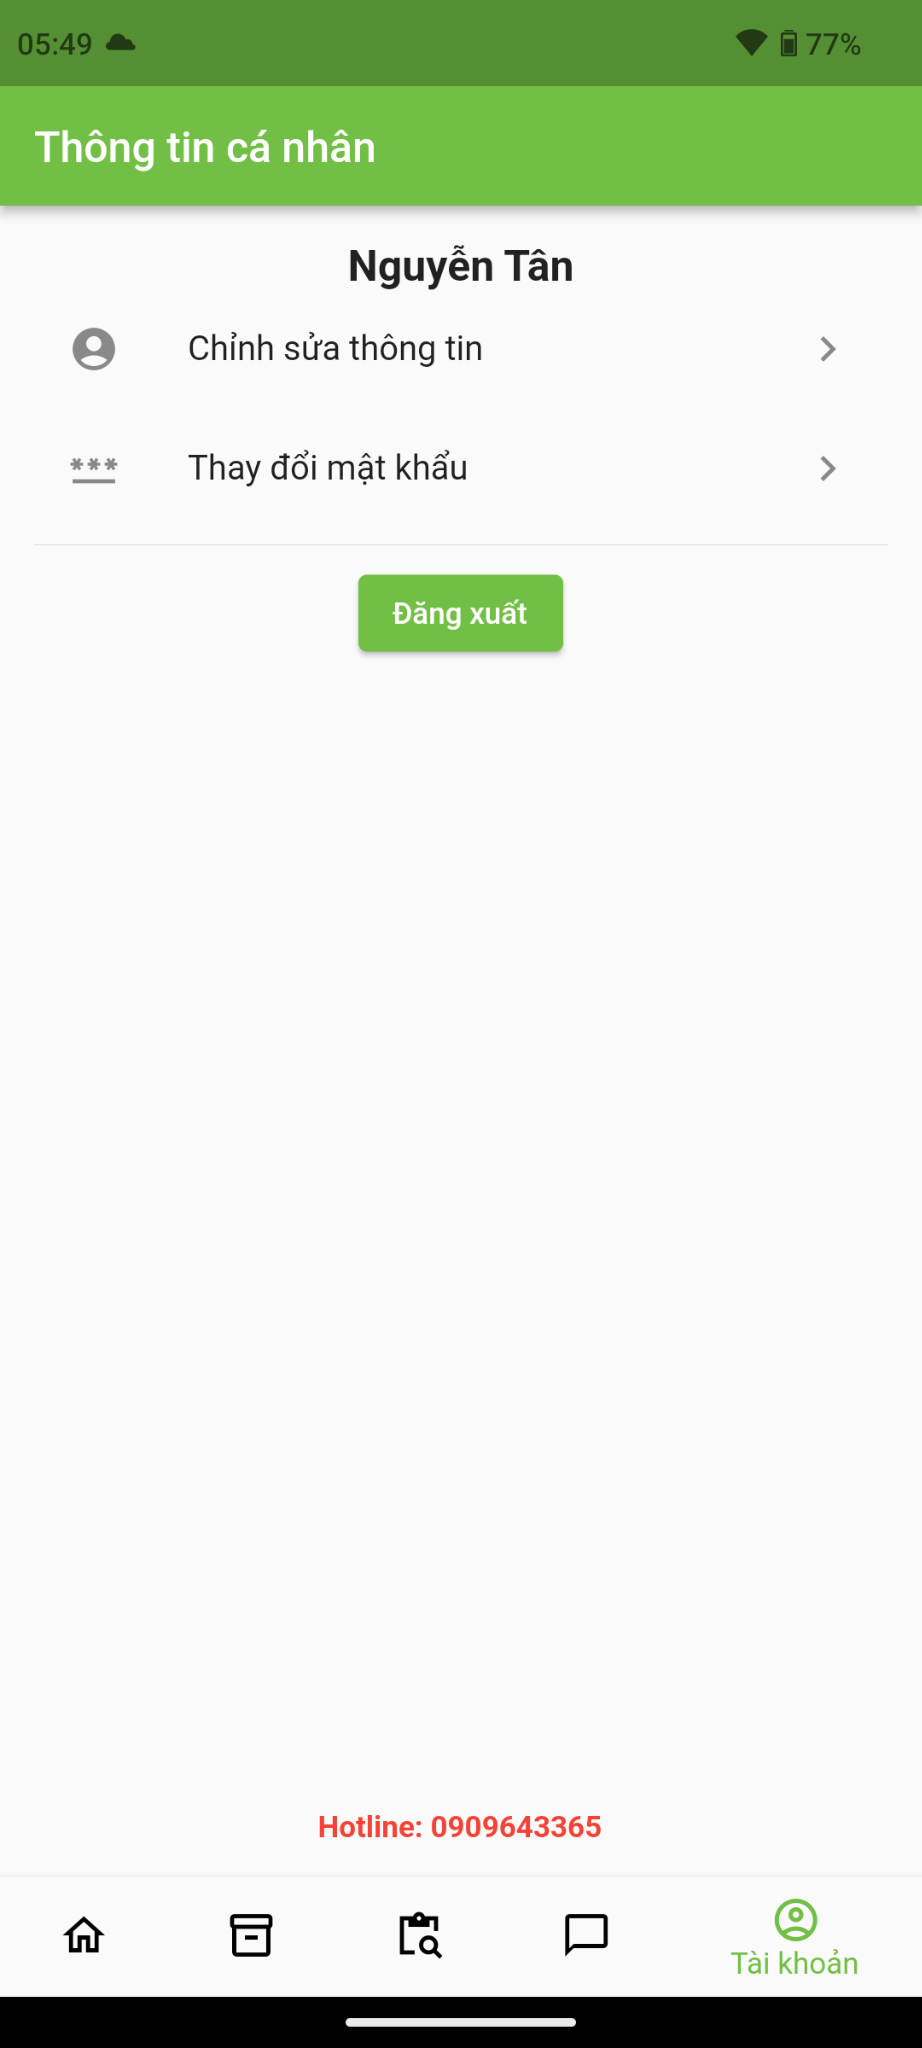 05:49
77%
Thông tin cá nhân
Nguyễn Tân
Chỉnh sửa thông tin
Thay đổi mật khẩu
Đăng xuất
Hotline: 0909643365
Tài khoản